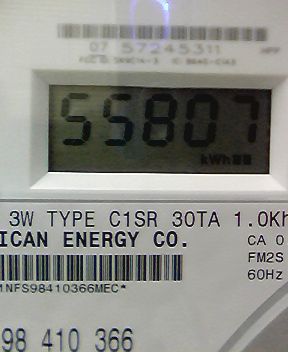 07 57245311
55807
kWh
3W TYPE C1SR 30TA 1.0Kh
ICAN ENERGY CO.
CA 0
FM2S
60Hz
NFS98410366MEC*
98 410 366